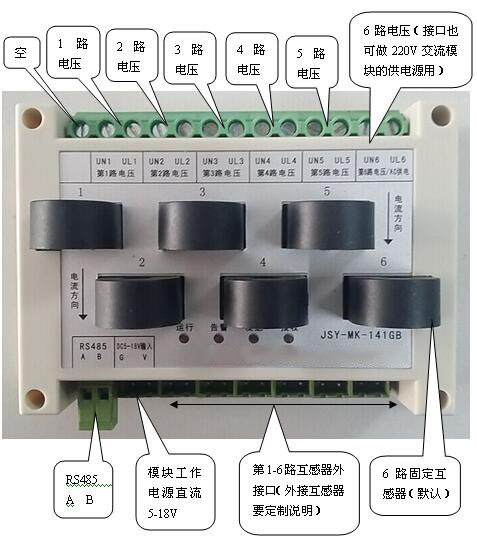 空
1 路
电压
2 路
电压
3 路
电压
4 路
电压
5 路
电压
6 路电压（接口也
可做 220V 交流模
块的供电源用）
UN1 UL1
第1路电压
UN2 UL2
第2路电压
UN3 UL3
第3路电压
UN4 UL4
第4路电压
UN5 UL5
第5路电压
UN6 UL6
第6路电压/AC供电
1
3
5
电流方向
2
4
6
电流方向
运行
告警
发送
接收
JSY-MK-141GB
RS485
A B
DC5-18V输入
G V
RS485
A B
模块工作
电源直流
5-18V
第1-6路互感器外
接口（外接互感器
要定制说明）
6 路固定互
感器（默认）